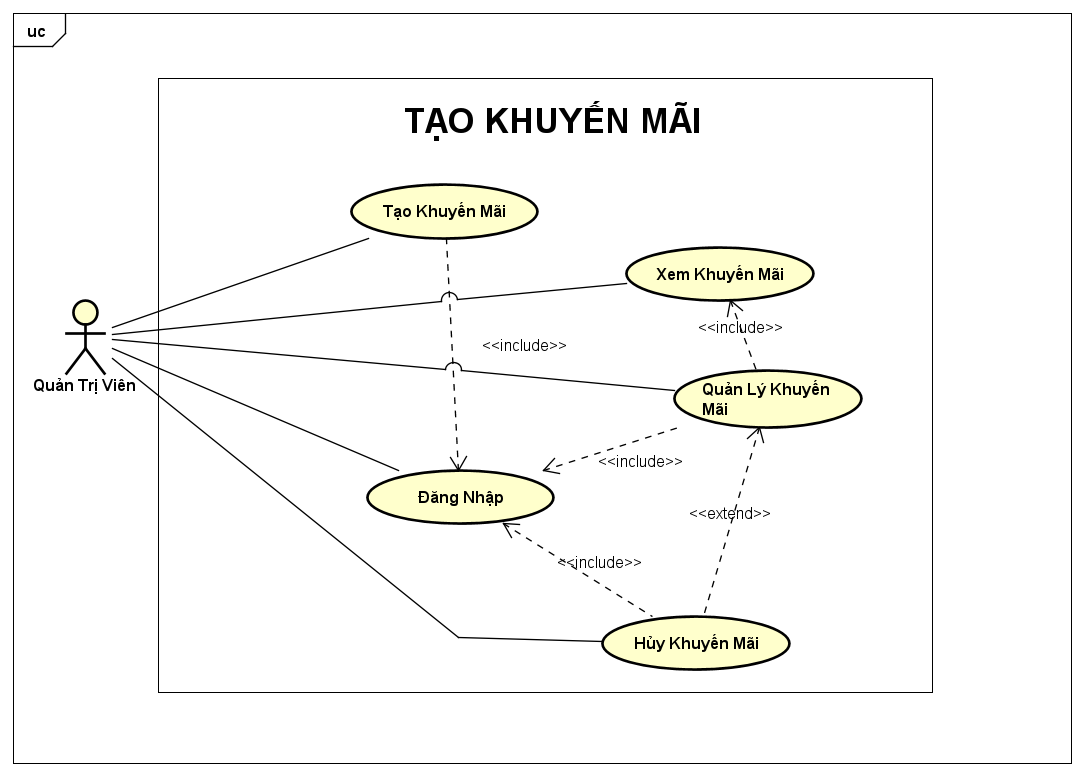 uc
TẠO KHUYẾN MÃI
Tạo Khuyến Mãi
Xem Khuyến Mãi
<<include>>
<<include>>
Quản Trị Viên
Quản Lý Khuyến
Mãi
<<include>>
Đăng Nhập
<<extend>>
<<include>>
Hủy Khuyến Mãi